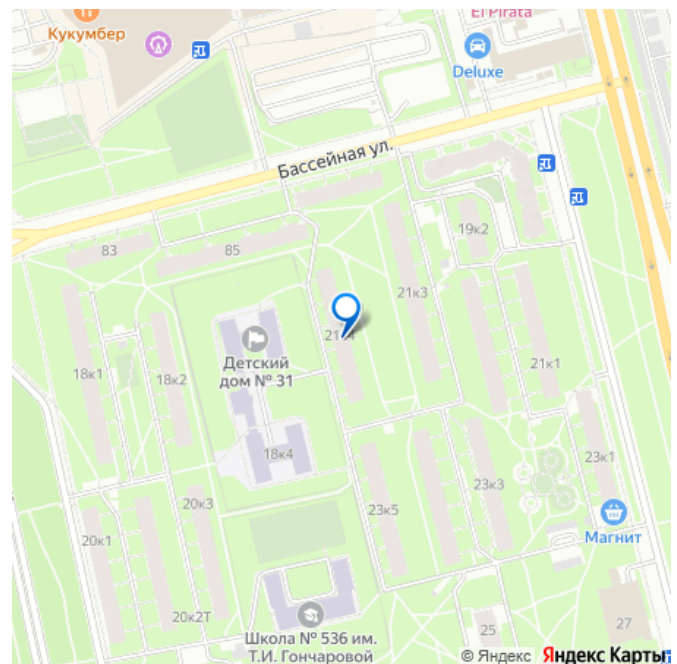 El Pirata
Кукумбер
Deluxe
Бассейная ул.
19к2
83
85
21к3
Детский
дом № 31
21к1
18к1
18к2
18к4
23к1
20к3
23к3
23к5
20к1
Магнит
20к2Т
Школа № 536 им.
Т.И. Гончаровой
25
27
© Яндекс Яндекс Карты